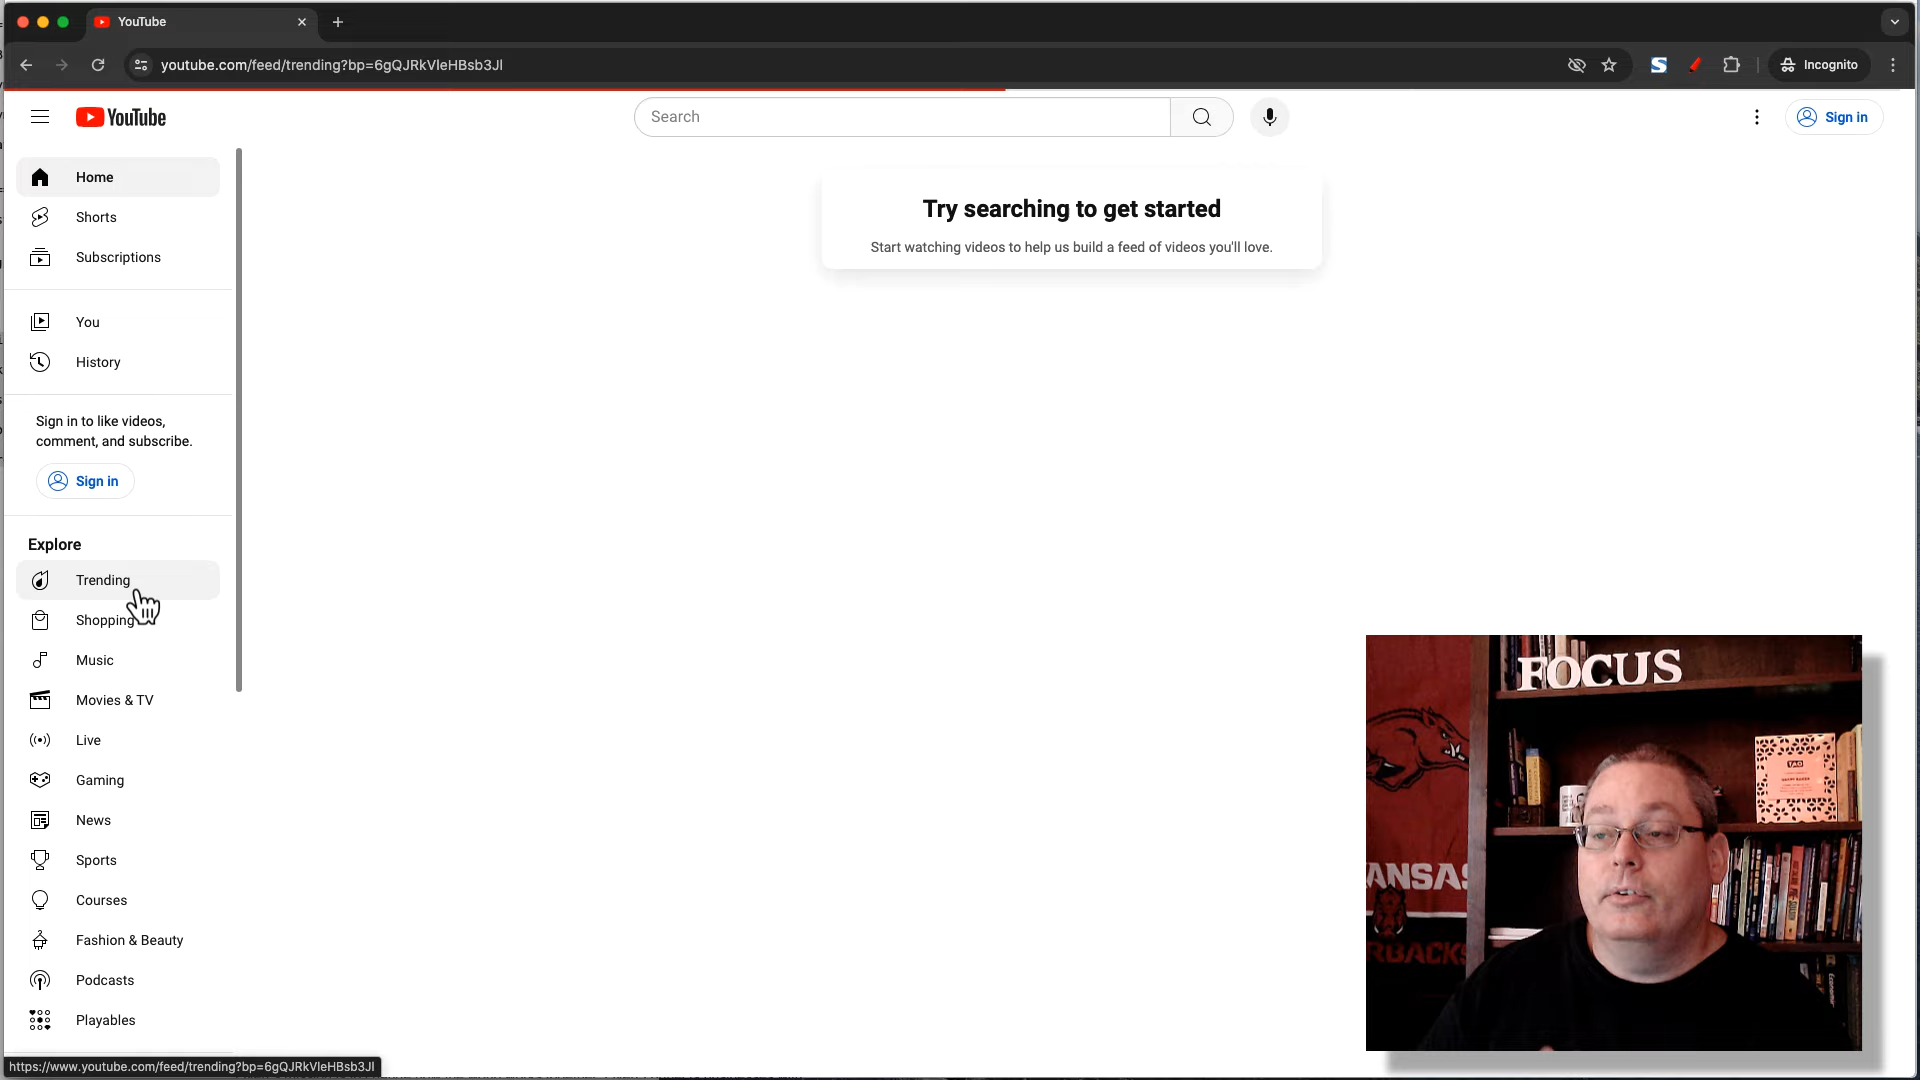 YouTube
youtube.com/feed/trending?bp=6gQJRkVleHBsb3Jl
Incognito
YouTube
Search
Sign in
Home
Shorts
Subscriptions
You
History
Sign in to like videos,
comment, and subscribe.
Sign in
Explore
Trending
Shopping
Music
Movies & TV
Live
Gaming
News
Sports
Courses
Fashion & Beauty
Podcasts
Playables
Try searching to get started
Start watching videos to help us build a feed of videos you'll love.
FOCUS
TAO
ANSAS
RBACKS
https://www.youtube.com/feed/trending?bp=6gQJRkVleHBsb3Jl